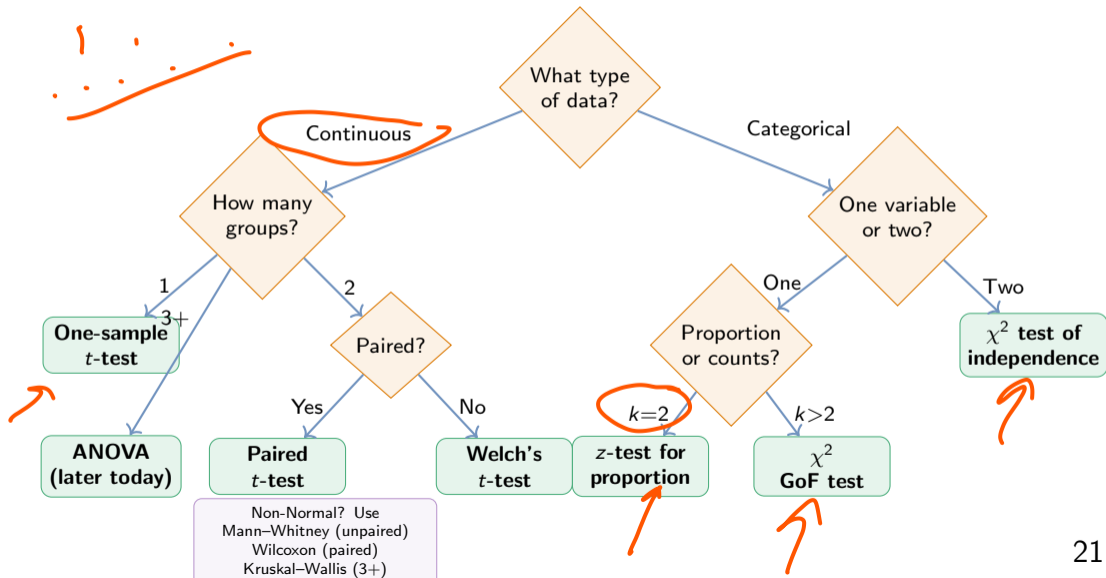 What type
of data?
Continuous
Categorical
How many
groups?
One variable
or two?
1
3+
2
One
Two
One-sample
t-test
Paired?
Proportion
or counts?
χ² test of
independence
Yes
No
k=2
k>2
ANOVA
(later today)
Paired
t-test
Welch's
t-test
z-test for
proportion
χ²
GoF test
Non-Normal? Use
Mann–Whitney (unpaired)
Wilcoxon (paired)
Kruskal–Wallis (3+)
21